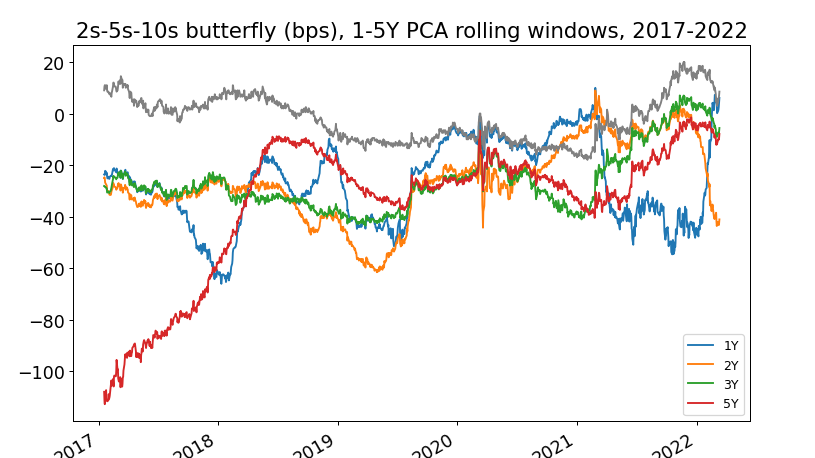 2s-5s-10s butterfly (bps), 1-5Y PCA rolling windows, 2017-2022
20
0
−20
−40
−60
−80
−100
1Y
2Y
3Y
5Y
2017
2018
2019
2020
2021
2022